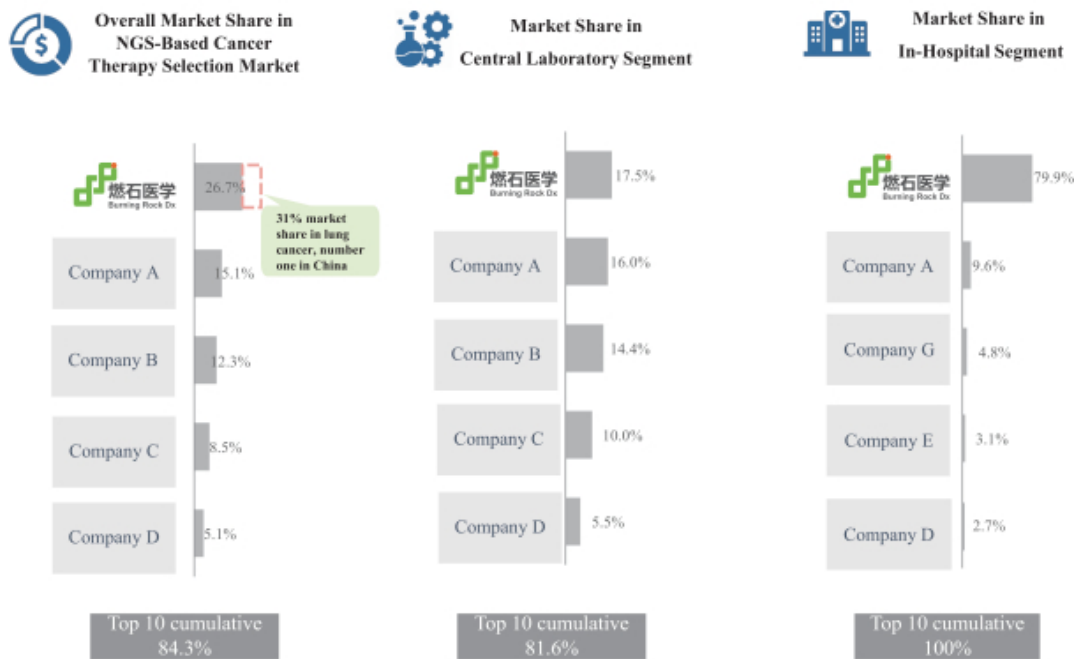 Overall Market Share in
NGS-Based Cancer
Therapy Selection Market
$
燃石医学
Burning Rock Dx
26.7%
31% market
share in lung
cancer, number
one in China
Company A
15.1%
Company B
12.3%
Company C
8.5%
Company D
5.1%
Top 10 cumulative
84.3%
Market Share in
Central Laboratory Segment
燃石医学
Burning Rock Dx
17.5%
Company A
16.0%
Company B
14.4%
Company C
10.0%
Company D
5.5%
Top 10 cumulative
81.6%
Market Share in
In-Hospital Segment
燃石医学
Burning Rock Dx
79.9%
Company A
9.6%
Company G
4.8%
Company E
3.1%
Company D
2.7%
Top 10 cumulative
100%